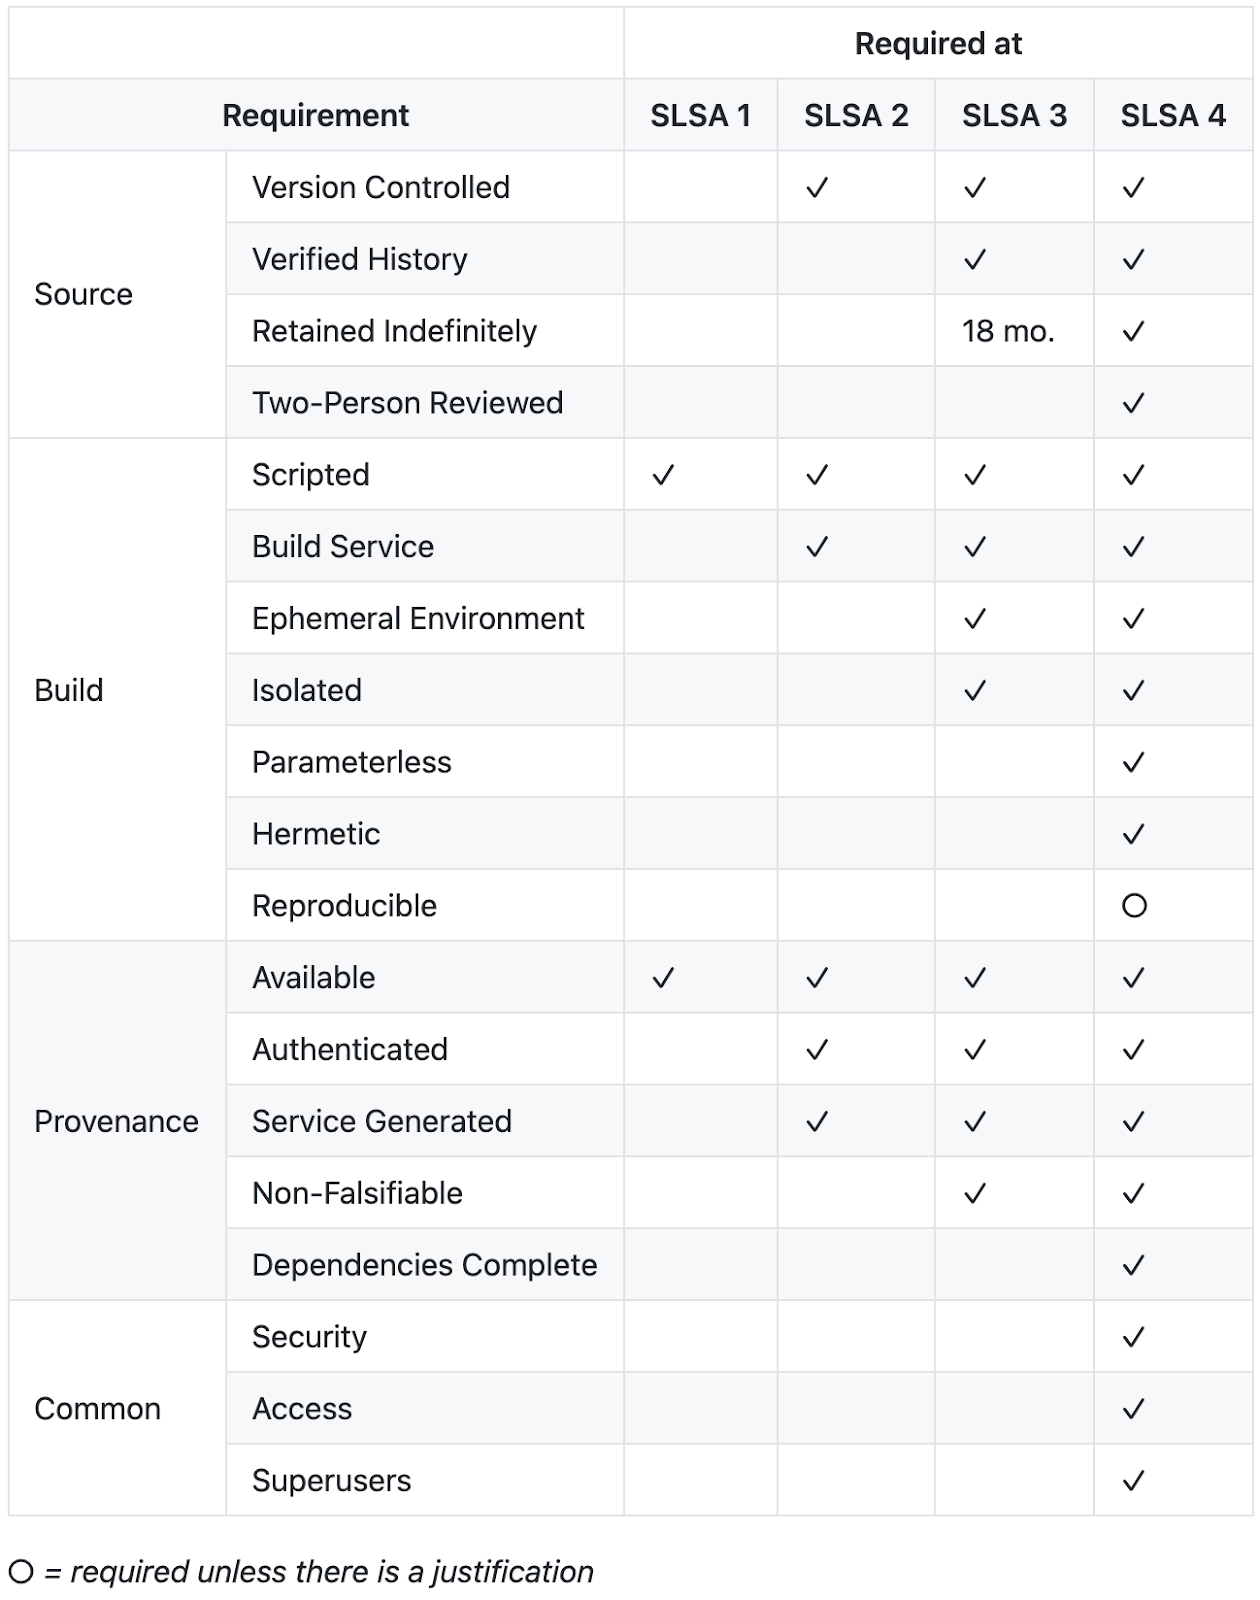 Required at
Requirement SLSA 1 SLSA 2 SLSA 3 SLSA 4
Source
Version Controlled ✓ ✓ ✓
Verified History ✓ ✓
Retained Indefinitely 18 mo. ✓
Two-Person Reviewed ✓
Build
Scripted ✓ ✓ ✓ ✓
Build Service ✓ ✓ ✓
Ephemeral Environment ✓ ✓
Isolated ✓ ✓
Parameterless ✓
Hermetic ✓
Reproducible ○
Provenance
Available ✓ ✓ ✓ ✓
Authenticated ✓ ✓ ✓
Service Generated ✓ ✓ ✓
Non-Falsifiable ✓ ✓
Dependencies Complete ✓
Common
Security ✓
Access ✓
Superusers ✓
○ = required unless there is a justification